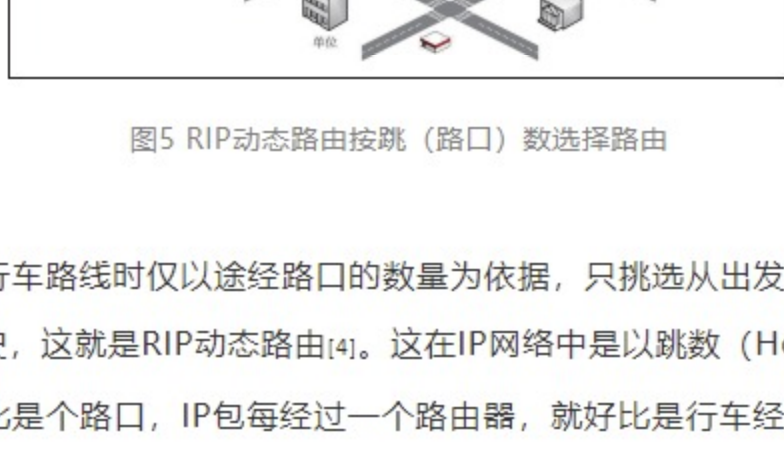 单位
图5 RIP动态路由按跳（路口）数选择路由
行车路线时仅以途经路口的数量为依据，只挑选从出发
，这就是RIP动态路由[4]。这在IP网络中是以跳数（H
比是个路口，IP包每经过一个路由器，就好比是行车经